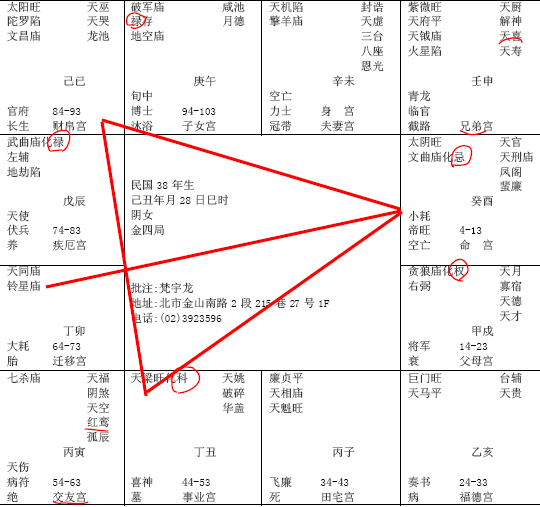 太阳旺 天巫
陀罗陷 天哭
文昌庙 龙池
己己
官府 84-93
长生 财帛宫
破军庙 咸池
禄存 月德
地空庙
庚午
旬中
博士 94-103
沐浴 子女宫
天机陷 封诰
擎羊庙 天虚
三台
八座
恩光
辛未
空亡
力士 身 宫
冠带 夫妻宫
紫微旺 天厨
天府平 解神
天钺庙 天喜
火星陷 天寿
壬申
青龙
临官
截路 兄弟宫
武曲庙化禄
左辅
地劫陷
戊辰
天使
伏兵 74-83
养 疾厄宫
民国 38 年生
己丑年月 28 日巳时
阴女
金四局
批注:梵宇龙
地址:北市金山南路 2 段 215 巷 27 号 1F
电话:(02)3923596
太阴旺 天官
文曲庙化忌 天刑庙
凤阁
蜚廉
癸酉
小耗
帝旺 4-13
空亡 命 宫
天同庙
铃星庙
丁卯
大耗 64-73
胎 迁移宫
贪狼庙化权 天月
右弼 寡宿
天德
天才
甲戌
将军 14-23
衰 父母宫
七杀庙 天福
阴煞
天空
红鸾
孤辰
丙寅
天伤
病符 54-63
绝 交友宫
天梁旺化科 天姚
破碎
华盖
丁丑
喜神 44-53
墓 事业宫
廉贞平
天相庙
天魁旺
丙子
飞廉 34-43
死 田宅宫
巨门旺 台辅
天马平 天贵
乙亥
奏书 24-33
病 福德宫